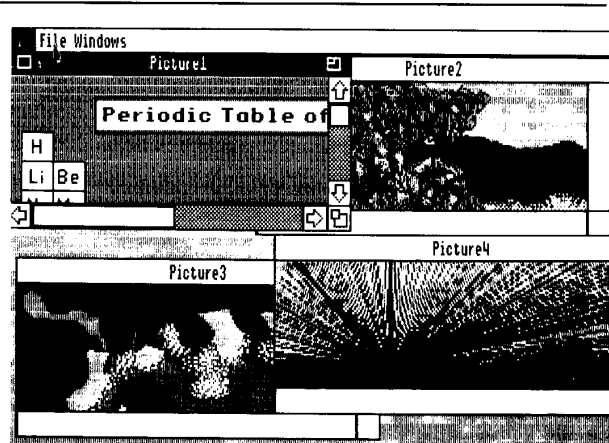 File Windows
Picture1
Picture2
Periodic Table of
H
Li Be
Picture4
Picture3